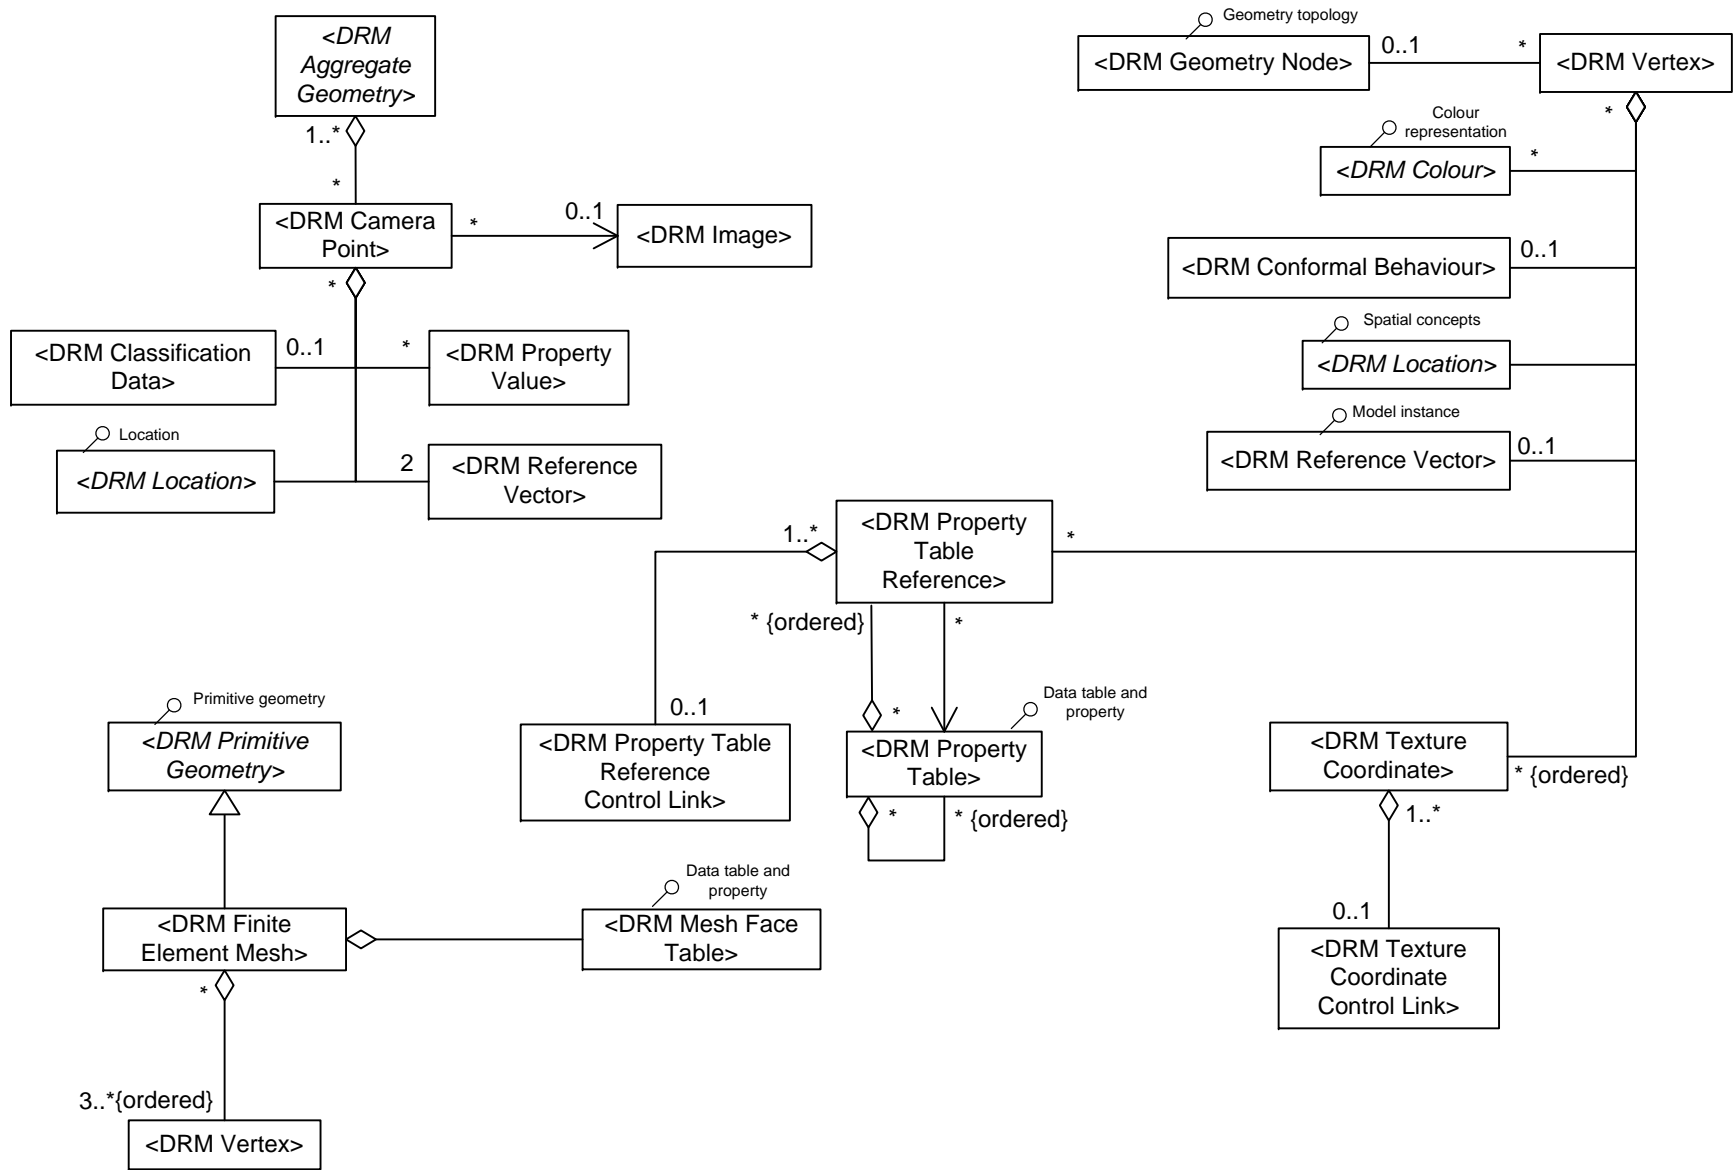 <DRM
Aggregate
Geometry>
1..*
*
<DRM Camera
Point>
*
0..1
<DRM Image>
*
<DRM Classification
Data>
0..1
*
<DRM Property
Value>
Location
<DRM Location>
2
<DRM Reference
Vector>
Geometry topology
<DRM Geometry Node>
0..1
*
<DRM Vertex>
*
Colour
representation
<DRM Colour>
*
<DRM Conformal Behaviour>
0..1
Spatial concepts
<DRM Location>
Model instance
<DRM Reference Vector>
0..1
1..*
<DRM Property
Table
Reference>
*
* {ordered}
*
0..1
<DRM Property Table
Reference
Control Link>
*
Data table and
property
<DRM Property
Table>
*
* {ordered}
<DRM Texture
Coordinate>
* {ordered}
1..*
0..1
<DRM Texture
Coordinate
Control Link>
Primitive geometry
<DRM Primitive
Geometry>
<DRM Finite
Element Mesh>
Data table and
property
<DRM Mesh Face
Table>
*
3..*{ordered}
<DRM Vertex>